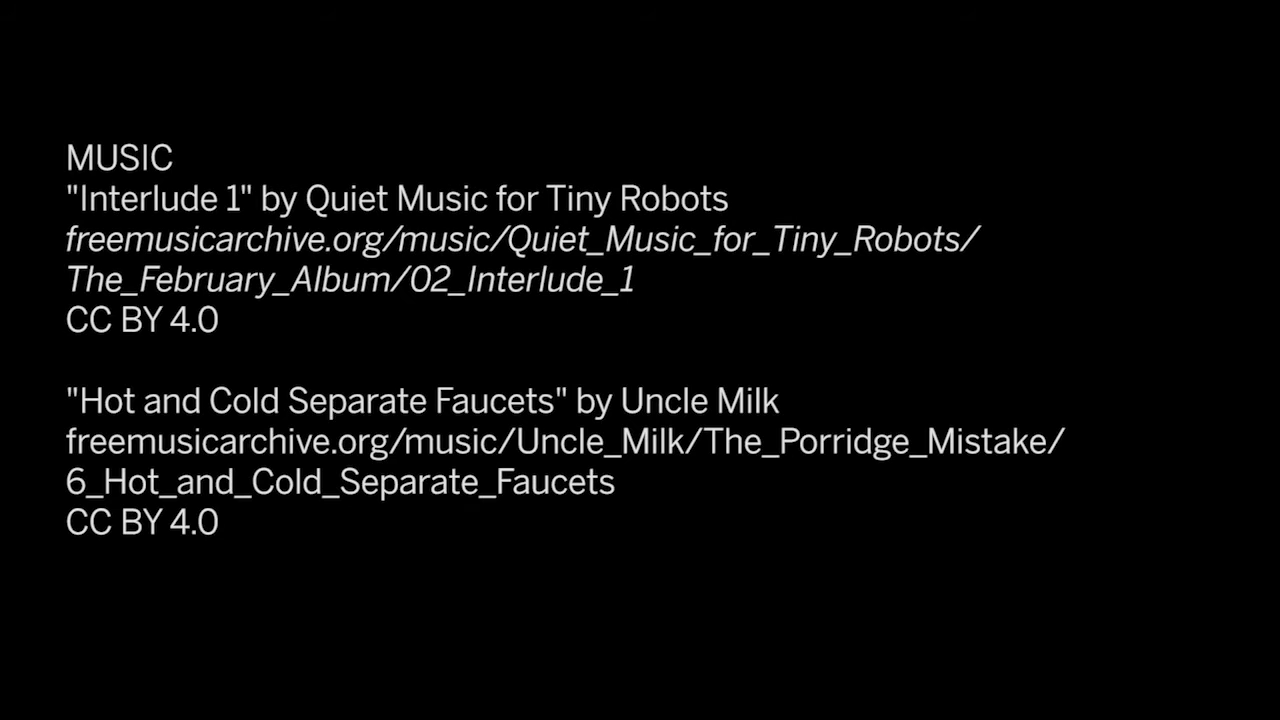 MUSIC
"Interlude 1" by Quiet Music for Tiny Robots
freemusicarchive.org/music/Quiet_Music_for_Tiny_Robots/
The_February_Album/02_Interlude_1
CC BY 4.0
"Hot and Cold Separate Faucets" by Uncle Milk
freemusicarchive.org/music/Uncle_Milk/The_Porridge_Mistake/
6_Hot_and_Cold_Separate_Faucets
CC BY 4.0